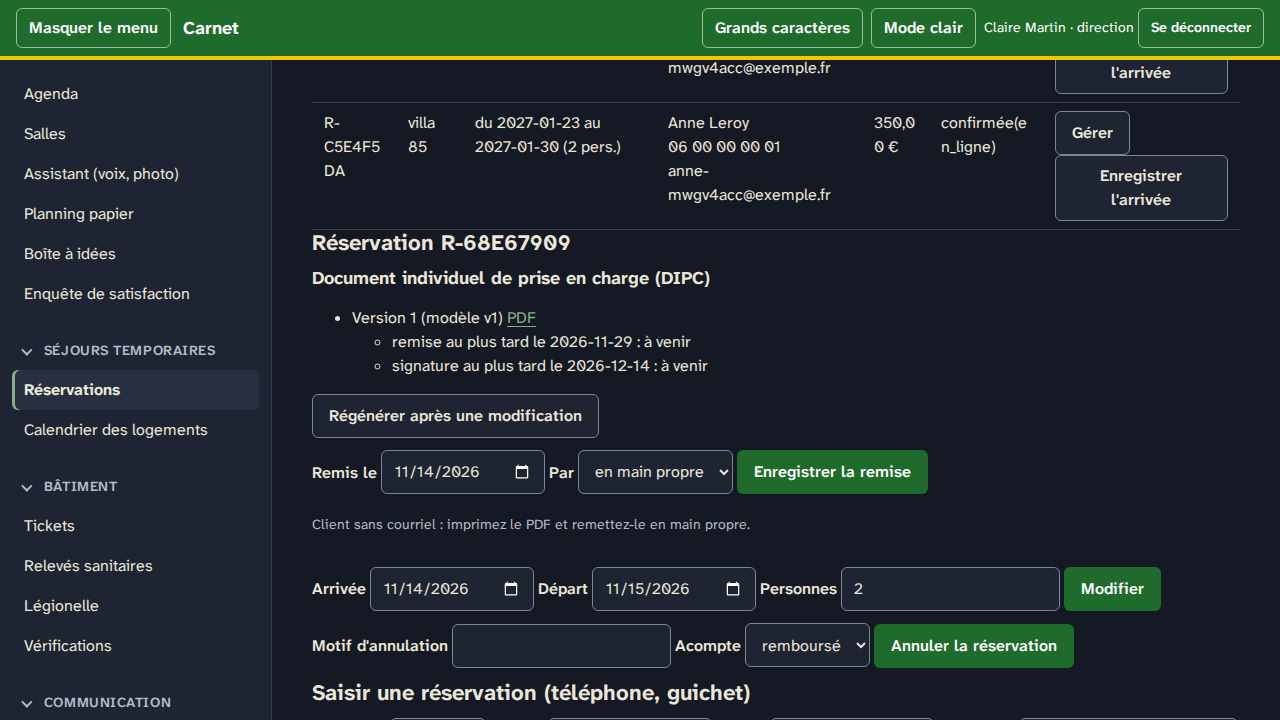 Masquer le menu Carnet Grands caractères Mode clair Claire Martin · direction Se déconnecter
Agenda
Salles
Assistant (voix, photo)
Planning papier
Boîte à idées
Enquête de satisfaction
SÉJOURS TEMPORAIRES
Réservations
Calendrier des logements
BÂTIMENT
Tickets
Relevés sanitaires
Légionelle
Vérifications
COMMUNICATION
mwgv4acc@exemple.fr
l'arrivée
R-
C5E4F5
DA
villa
85
du 2027-01-23 au
2027-01-30 (2 pers.)
Anne Leroy
06 00 00 00 01
anne-
mwgv4acc@exemple.fr
350,0
0 €
confirmée(e
n_ligne)
Gérer
Enregistrer
l'arrivée
Réservation R-68E67909
Document individuel de prise en charge (DIPC)
Version 1 (modèle v1) PDF
remise au plus tard le 2026-11-29 : à venir
signature au plus tard le 2026-12-14 : à venir
Régénérer après une modification
Remis le 11/14/2026 Par en main propre Enregistrer la remise
Client sans courriel : imprimez le PDF et remettez-le en main propre.
Arrivée 11/14/2026 Départ 11/15/2026 Personnes 2 Modifier
Motif d'annulation Acompte remboursé Annuler la réservation
Saisir une réservation (téléphone, guichet)